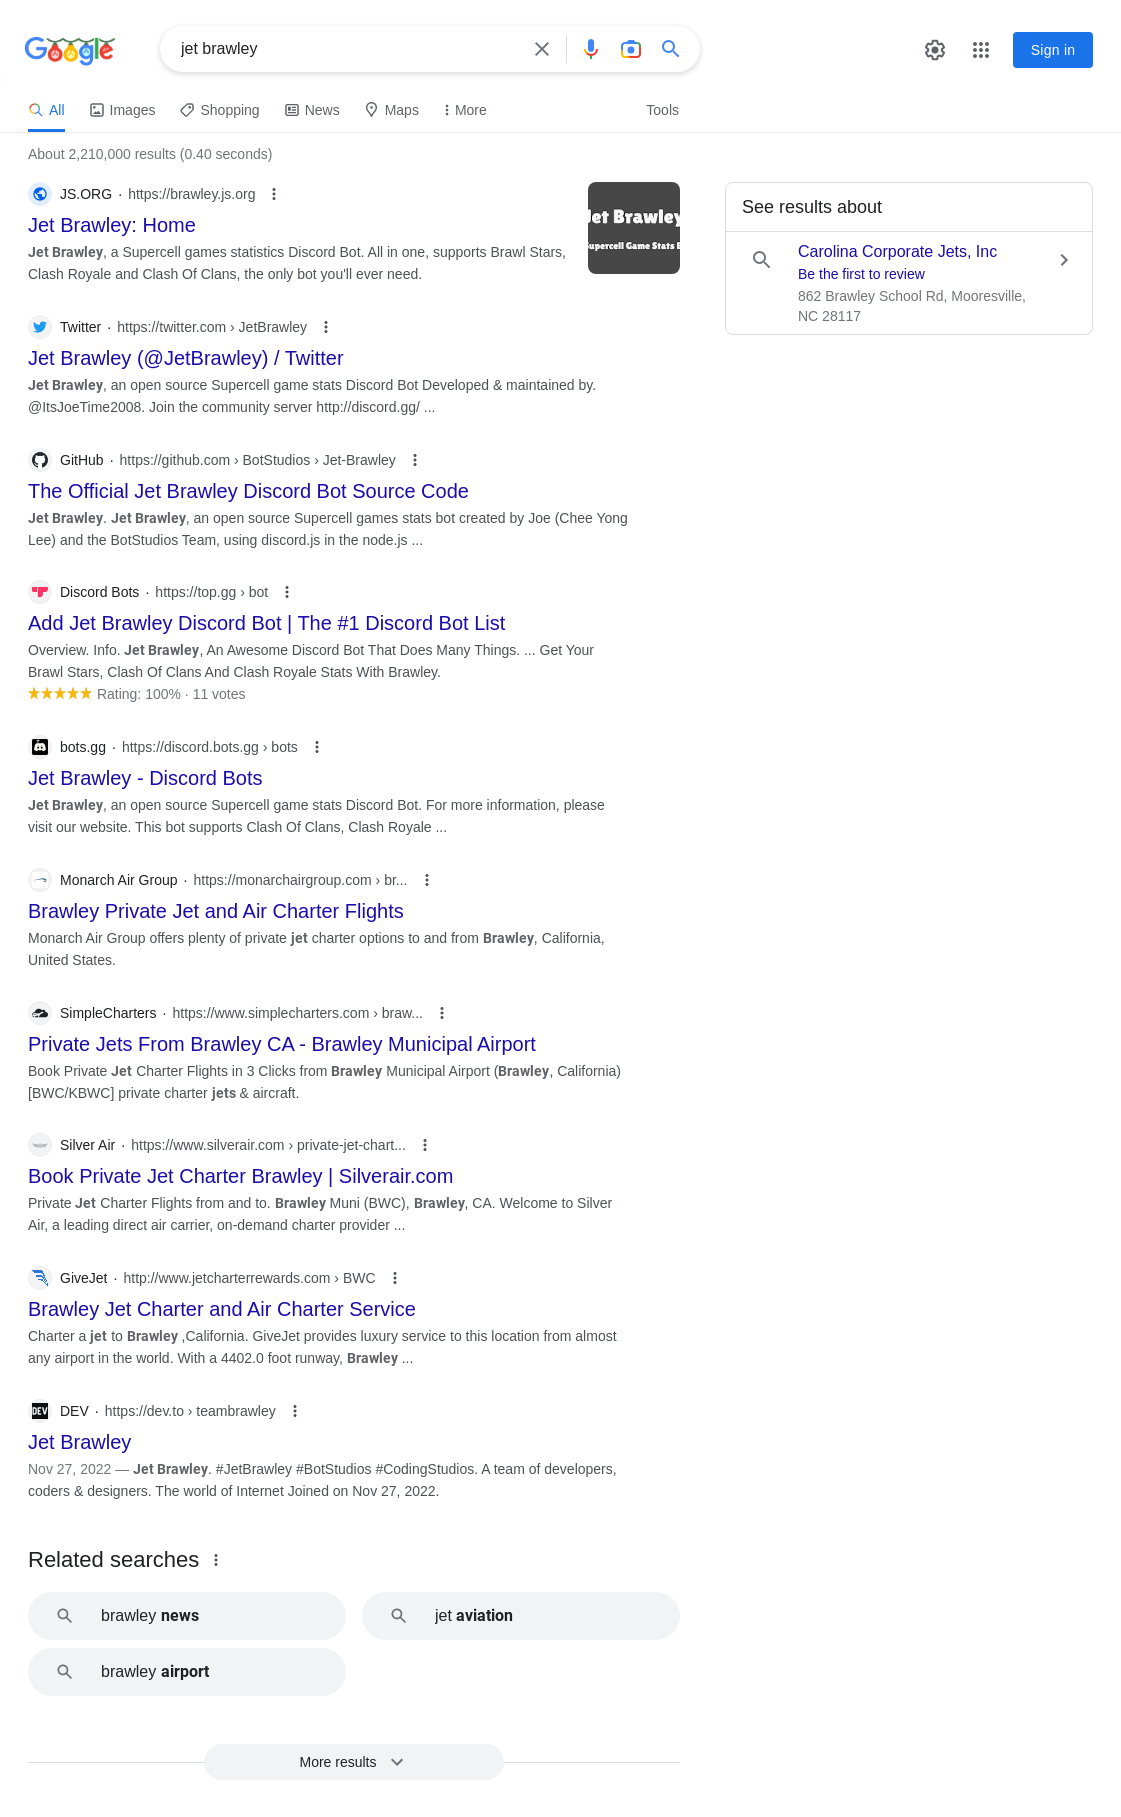 Google
jet brawley
Sign in
All
Images
Shopping
News
Maps
More
Tools
About 2,210,000 results (0.40 seconds)
JS.ORG · https://brawley.js.org
Jet Brawley: Home
Jet Brawley, a Supercell games statistics Discord Bot. All in one, supports Brawl Stars,
Clash Royale and Clash Of Clans, the only bot you'll ever need.
Jet Brawley
Supercell Game Stats B
Twitter · https://twitter.com › JetBrawley
Jet Brawley (@JetBrawley) / Twitter
Jet Brawley, an open source Supercell game stats Discord Bot Developed & maintained by.
@ItsJoeTime2008. Join the community server http://discord.gg/ ...
GitHub · https://github.com › BotStudios › Jet-Brawley
The Official Jet Brawley Discord Bot Source Code
Jet Brawley. Jet Brawley, an open source Supercell games stats bot created by Joe (Chee Yong
Lee) and the BotStudios Team, using discord.js in the node.js ...
Discord Bots · https://top.gg › bot
Add Jet Brawley Discord Bot | The #1 Discord Bot List
Overview. Info. Jet Brawley, An Awesome Discord Bot That Does Many Things. ... Get Your
Brawl Stars, Clash Of Clans And Clash Royale Stats With Brawley.
Rating: 100% · 11 votes
bots.gg · https://discord.bots.gg › bots
Jet Brawley - Discord Bots
Jet Brawley, an open source Supercell game stats Discord Bot. For more information, please
visit our website. This bot supports Clash Of Clans, Clash Royale ...
Monarch Air Group · https://monarchairgroup.com › br...
Brawley Private Jet and Air Charter Flights
Monarch Air Group offers plenty of private jet charter options to and from Brawley, California,
United States.
SimpleCharters · https://www.simplecharters.com › braw...
Private Jets From Brawley CA - Brawley Municipal Airport
Book Private Jet Charter Flights in 3 Clicks from Brawley Municipal Airport (Brawley, California)
[BWC/KBWC] private charter jets & aircraft.
Silver Air · https://www.silverair.com › private-jet-chart...
Book Private Jet Charter Brawley | Silverair.com
Private Jet Charter Flights from and to. Brawley Muni (BWC), Brawley, CA. Welcome to Silver
Air, a leading direct air carrier, on-demand charter provider ...
GiveJet · http://www.jetcharterrewards.com › BWC
Brawley Jet Charter and Air Charter Service
Charter a jet to Brawley ,California. GiveJet provides luxury service to this location from almost
any airport in the world. With a 4402.0 foot runway, Brawley ...
DEV
DEV · https://dev.to › teambrawley
Jet Brawley
Nov 27, 2022 — Jet Brawley. #JetBrawley #BotStudios #CodingStudios. A team of developers,
coders & designers. The world of Internet Joined on Nov 27, 2022.
Related searches
brawley news
jet aviation
brawley airport
More results
See results about
Carolina Corporate Jets, Inc
Be the first to review
862 Brawley School Rd, Mooresville,
NC 28117